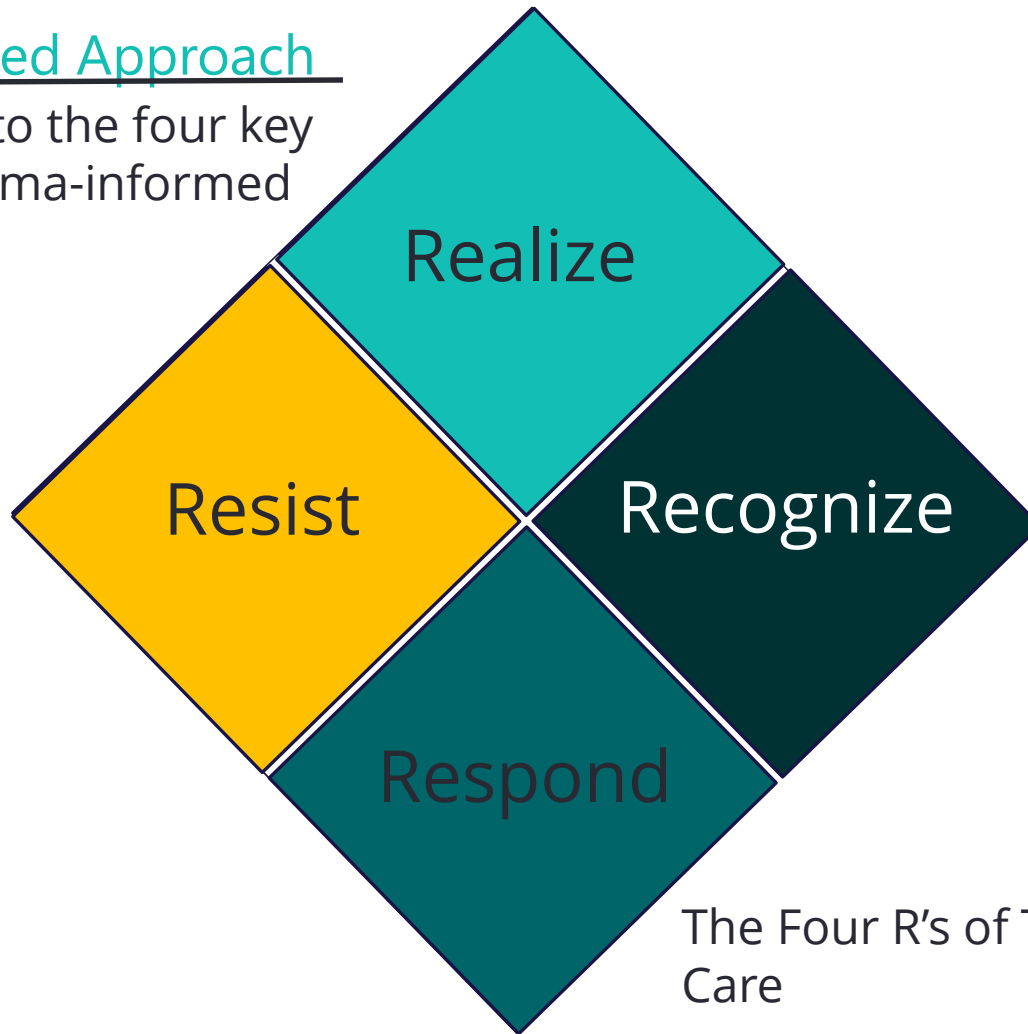 ed Approach
to the four key
ma-informed
Realize
Resist
Recognize
Respond
The Four R’s of T
Care